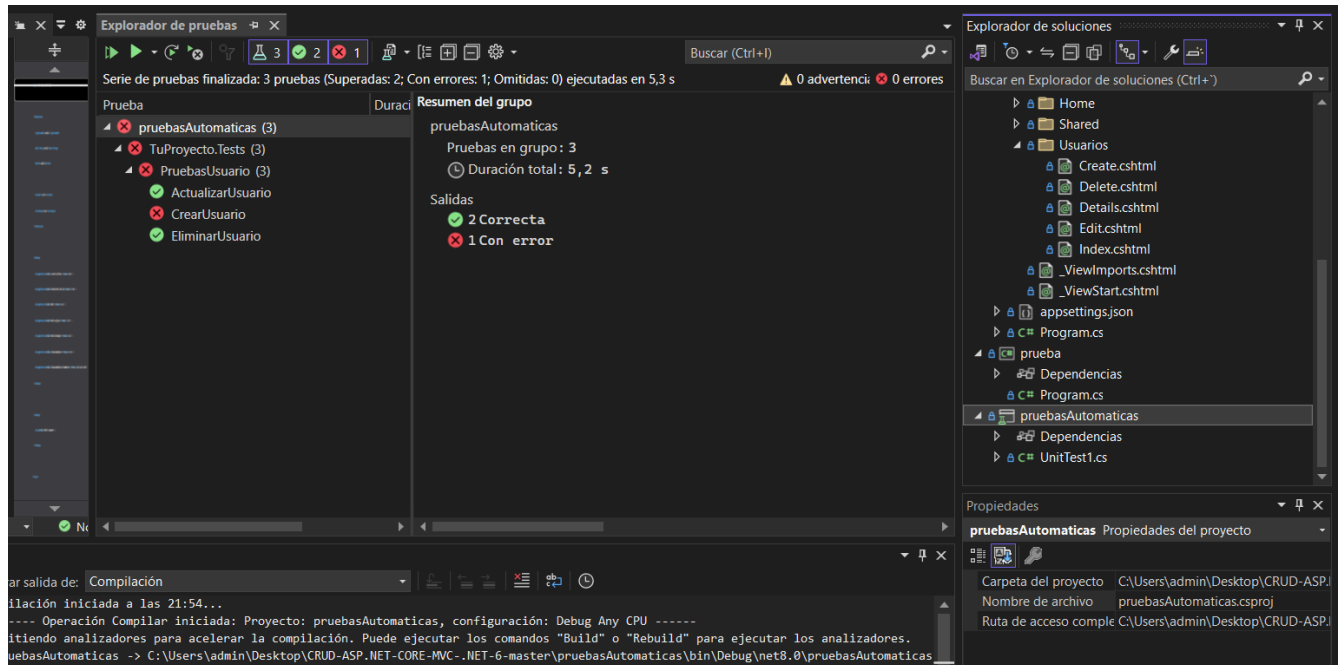 Explorador de pruebas
3 2 1
Buscar (Ctrl+I)
Serie de pruebas finalizada: 3 pruebas (Superadas: 2; Con errores: 1; Omitidas: 0) ejecutadas en 5,3 s
0 advertenci 0 errores
Prueba Duraci
pruebasAutomaticas (3)
TuProyecto.Tests (3)
PruebasUsuario (3)
ActualizarUsuario
CrearUsuario
EliminarUsuario
Resumen del grupo
pruebasAutomaticas
Pruebas en grupo: 3
Duración total: 5,2 s
Salidas
2 Correcta
1 Con error
Explorador de soluciones
Buscar en Explorador de soluciones (Ctrl+`)
Home
Shared
Usuarios
Create.cshtml
Delete.cshtml
Details.cshtml
Edit.cshtml
Index.cshtml
_ViewImports.cshtml
_ViewStart.cshtml
appsettings.json
C# Program.cs
prueba
Dependencias
C# Program.cs
pruebasAutomaticas
Dependencias
C# UnitTest1.cs
Propiedades
pruebasAutomaticas Propiedades del proyecto
Carpeta del proyecto C:\Users\admin\Desktop\CRUD-ASP.
Nombre de archivo pruebasAutomaticas.csproj
Ruta de acceso comple C:\Users\admin\Desktop\CRUD-ASP.
ar salida de: Compilación
ilación iniciada a las 21:54...
---- Operación Compilar iniciada: Proyecto: pruebasAutomaticas, configuración: Debug Any CPU ------
itiendo analizadores para acelerar la compilación. Puede ejecutar los comandos "Build" o "Rebuild" para ejecutar los analizadores.
uebasAutomaticas -> C:\Users\admin\Desktop\CRUD-ASP.NET-CORE-MVC-.NET-6-master\pruebasAutomaticas\bin\Debug\net8.0\pruebasAutomaticas